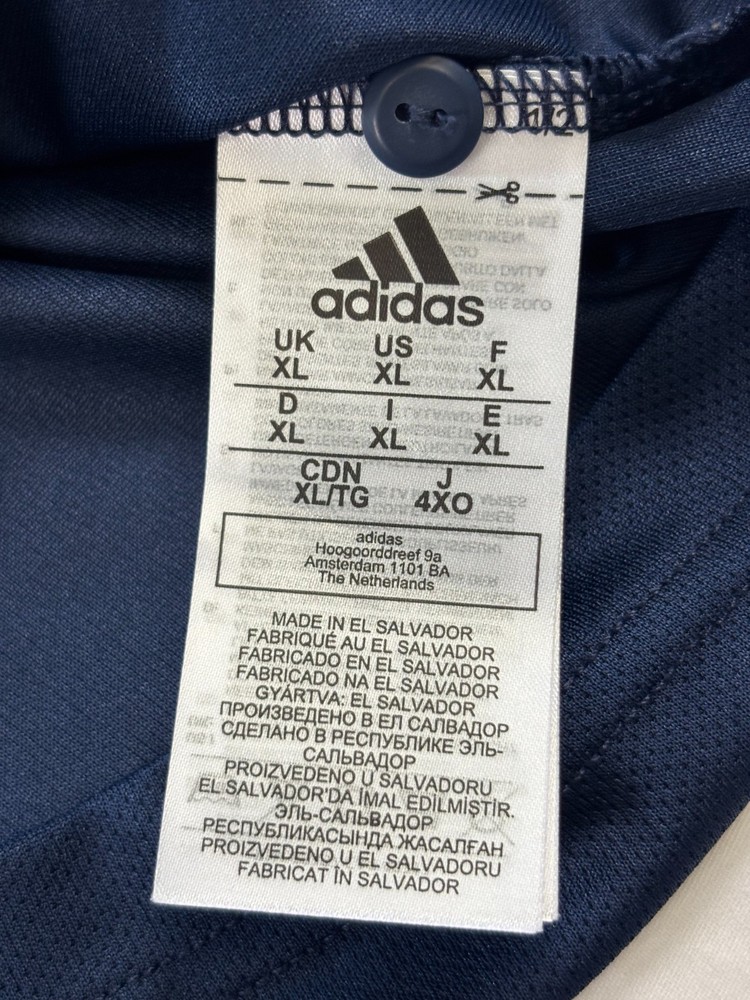 1/2
adidas
UK US F
XL XL XL
D I E
XL XL XL
CDN J
XL/TG 4XO
adidas
Hoogoorddreef 9a
Amsterdam 1101 BA
The Netherlands
MADE IN EL SALVADOR
FABRIQUÉ AU EL SALVADOR
FABRICADO EN EL SALVADOR
FABRICADO NA EL SALVADOR
GYÁRTVA: EL SALVADOR
ПРОИЗВЕДЕНО В ЕЛ САЛВАДОР
СДЕЛАНО В РЕСПУБЛИКЕ ЭЛЬ-
САЛЬВАДОР
PROIZVEDENO U SALVADORU
EL SALVADOR'DA İMAL EDİLMİŞTİR.
ЭЛЬ-САЛЬВАДОР
РЕСПУБЛИКАСЫНДА ЖАСАЛҒАН
PROIZVEDENO U EL SALVADORU
FABRICAT ÎN SALVADOR